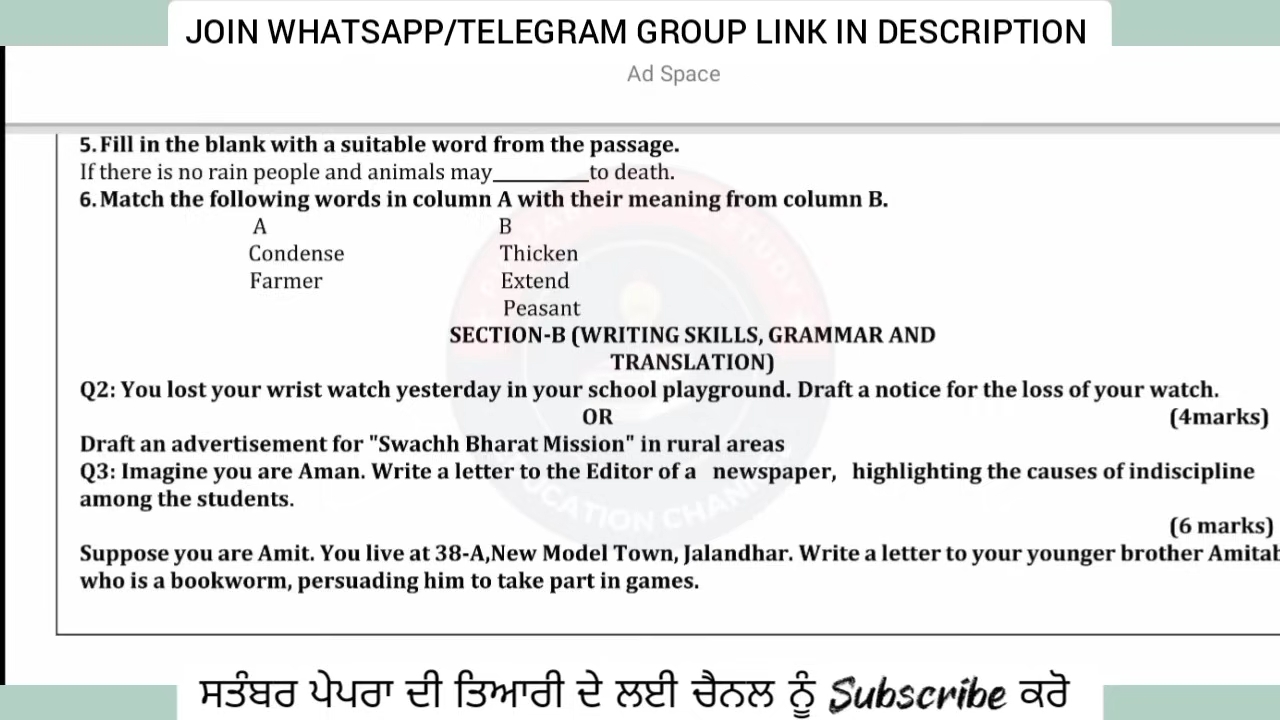 JOIN WHATSAPP/TELEGRAM GROUP LINK IN DESCRIPTION
Ad Space
5. Fill in the blank with a suitable word from the passage.
If there is no rain people and animals may_________to death.
6. Match the following words in column A with their meaning from column B.
A B
Condense Thicken
Farmer Extend
Peasant
SECTION-B (WRITING SKILLS, GRAMMAR AND
TRANSLATION)
Q2: You lost your wrist watch yesterday in your school playground. Draft a notice for the loss of your watch.
OR (4marks)
Draft an advertisement for "Swachh Bharat Mission" in rural areas
Q3: Imagine you are Aman. Write a letter to the Editor of a newspaper, highlighting the causes of indiscipline
among the students.
(6 marks)
Suppose you are Amit. You live at 38-A,New Model Town, Jalandhar. Write a letter to your younger brother Amitab
who is a bookworm, persuading him to take part in games.
ਸਤੰਬਰ ਪੇਪਰਾ ਦੀ ਤਿਆਰੀ ਦੇ ਲਈ ਚੈਨਲ ਨੂੰ Subscribe ਕਰੋ